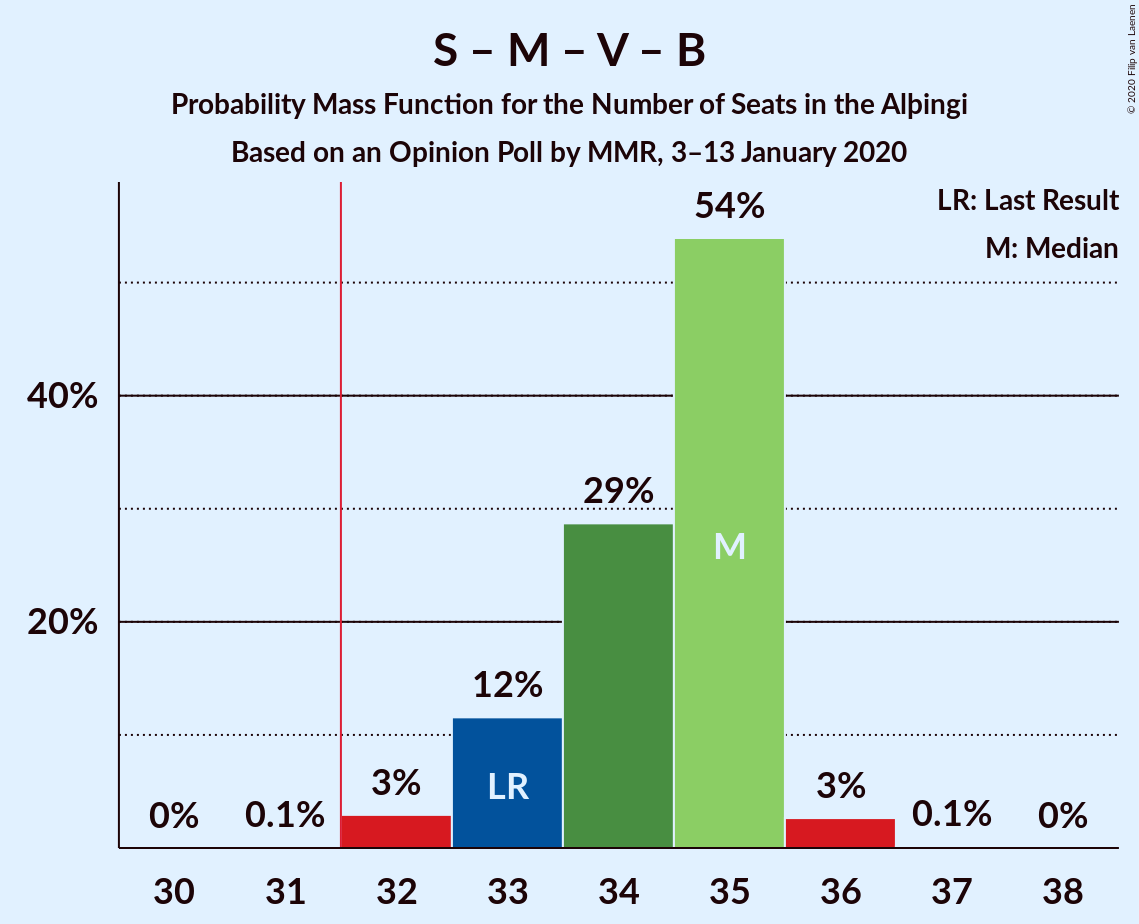 S – M – V – B
Probability Mass Function for the Number of Seats in the Alþingi
Based on an Opinion Poll by MMR, 3–13 January 2020
© 2020 Filip van Laenen
LR: Last Result
M: Median
54%
40%
29%
M
20%
12%
3%
LR
3%
0%
0.1%
0.1%
0%
30 31 32 33 34 35 36 37 38